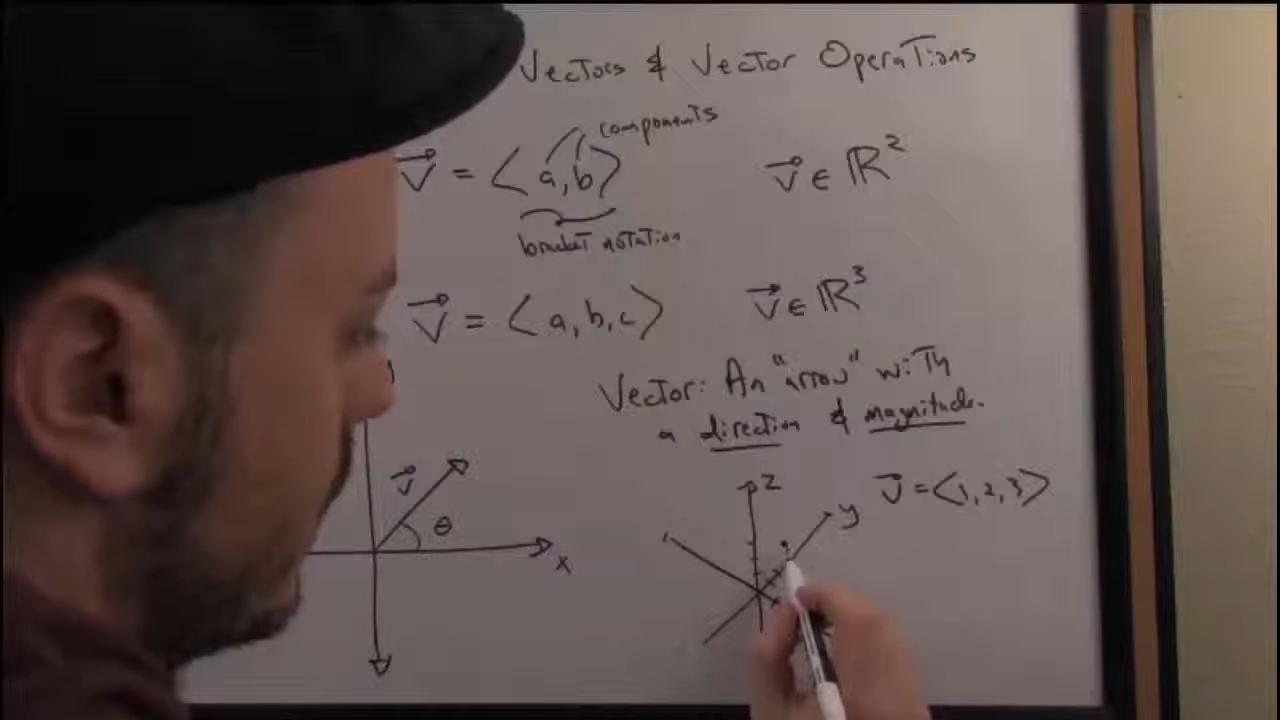 Vectors & Vector Operations
components
v = <a, b>
v ∈ ℝ²
bracket notation
v = <a, b, c>
v ∈ ℝ³
Vector: An "arrow" with
a direction & magnitude.
z
v = <1, 2, 3>
y
v
θ
x